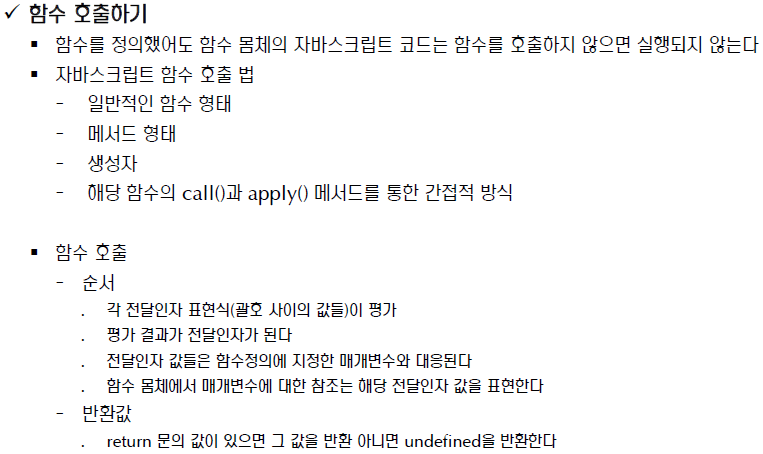 ✓ 함수 호출하기
▪ 함수를 정의했어도 함수 몸체의 자바스크립트 코드는 함수를 호출하지 않으면 실행되지 않는다
▪ 자바스크립트 함수 호출 법
– 일반적인 함수 형태
– 메서드 형태
– 생성자
– 해당 함수의 call()과 apply() 메서드를 통한 간접적 방식
▪ 함수 호출
– 순서
. 각 전달인자 표현식(괄호 사이의 값들)이 평가
. 평가 결과가 전달인자가 된다
. 전달인자 값들은 함수정의에 지정한 매개변수와 대응된다
. 함수 몸체에서 매개변수에 대한 참조는 해당 전달인자 값을 표현한다
– 반환값
. return 문의 값이 있으면 그 값을 반환 아니면 undefined을 반환한다